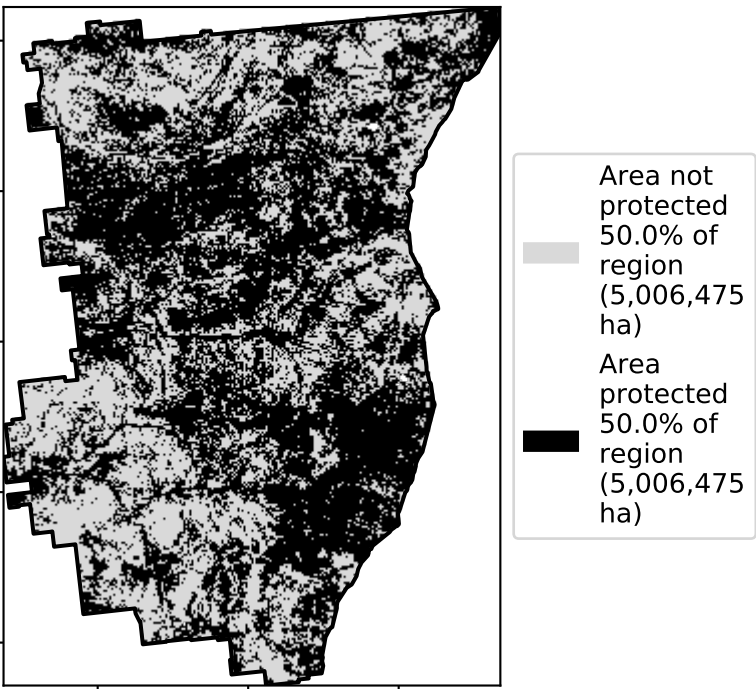 Area not
protected
50.0% of
region
(5,006,475
ha)
Area
protected
50.0% of
region
(5,006,475
ha)